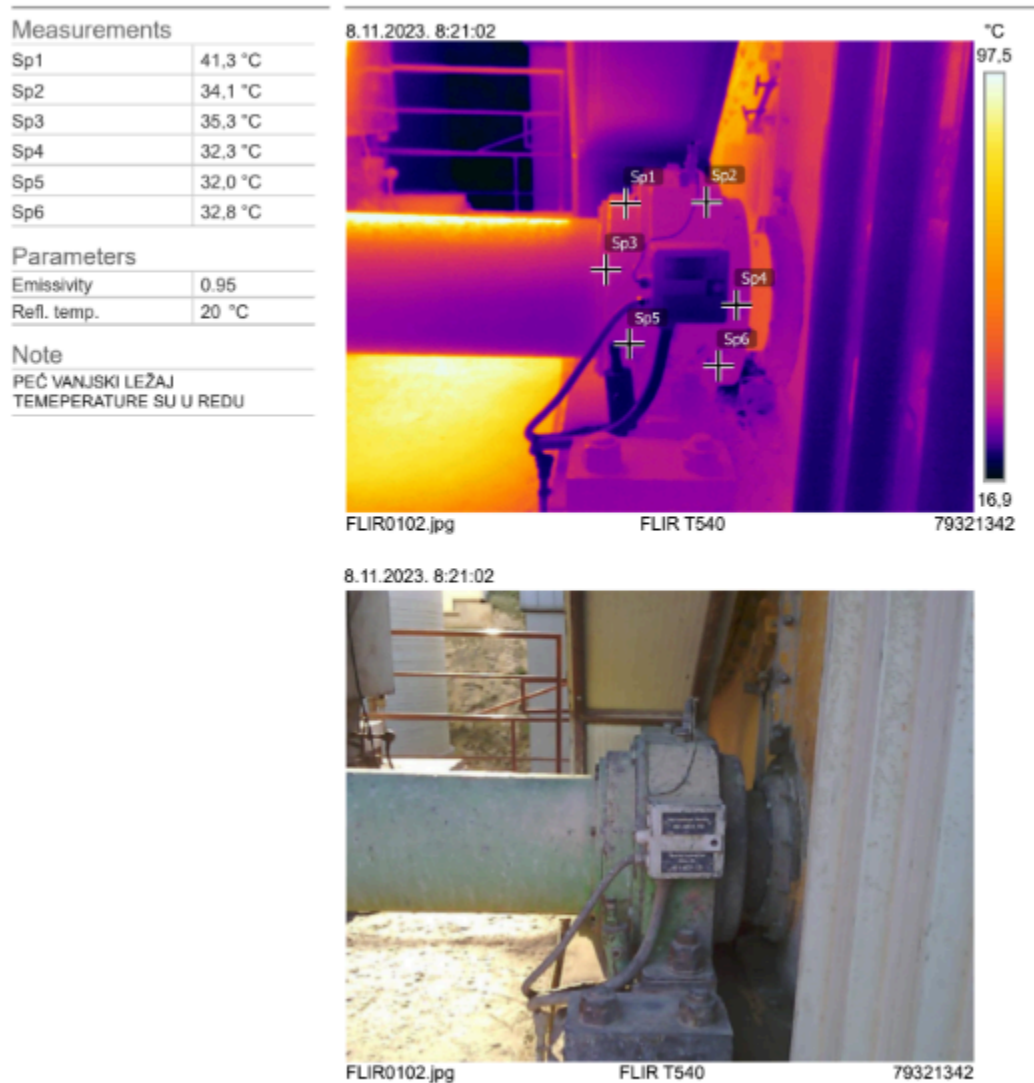 Measurements
Sp1 41,3 °C
Sp2 34,1 °C
Sp3 35,3 °C
Sp4 32,3 °C
Sp5 32,0 °C
Sp6 32,8 °C
Parameters
Emissivity 0.95
Refl. temp. 20 °C
Note
PEĆ VANJSKI LEŽAJ
TEMEPERATURE SU U REDU
8.11.2023. 8:21:02
°C
97,5
Sp1
Sp2
Sp3
Sp4
Sp5
Sp6
16,9
FLIR0102.jpg FLIR T540 79321342
8.11.2023. 8:21:02
FLIR0102.jpg FLIR T540 79321342